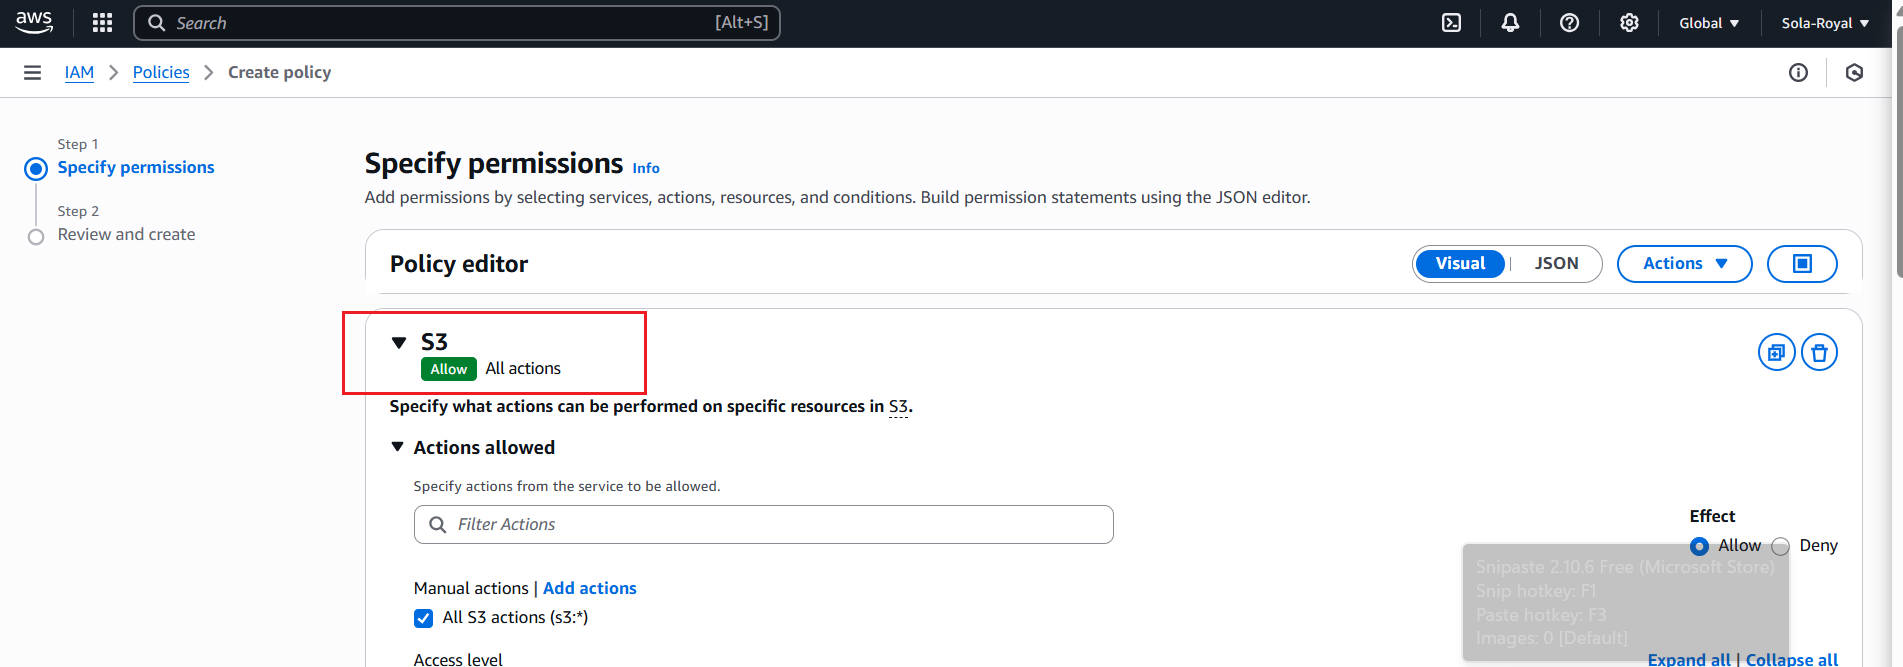 aws
Search [Alt+S]
Global
Sola-Royal
IAM
Policies
Create policy
Step 1
Specify permissions
Step 2
Review and create
Specify permissions Info
Add permissions by selecting services, actions, resources, and conditions. Build permission statements using the JSON editor.
Policy editor
Visual
JSON
Actions
S3
Allow All actions
Specify what actions can be performed on specific resources in S3.
Actions allowed
Specify actions from the service to be allowed.
Filter Actions
Effect
Allow Deny
Manual actions | Add actions
All S3 actions (s3:*)
Access level
Expand all | Collapse all
Snipaste 2.10.6 Free (Microsoft Store)
Snip hotkey: F1
Paste hotkey: F3
Images: 0 [Default]